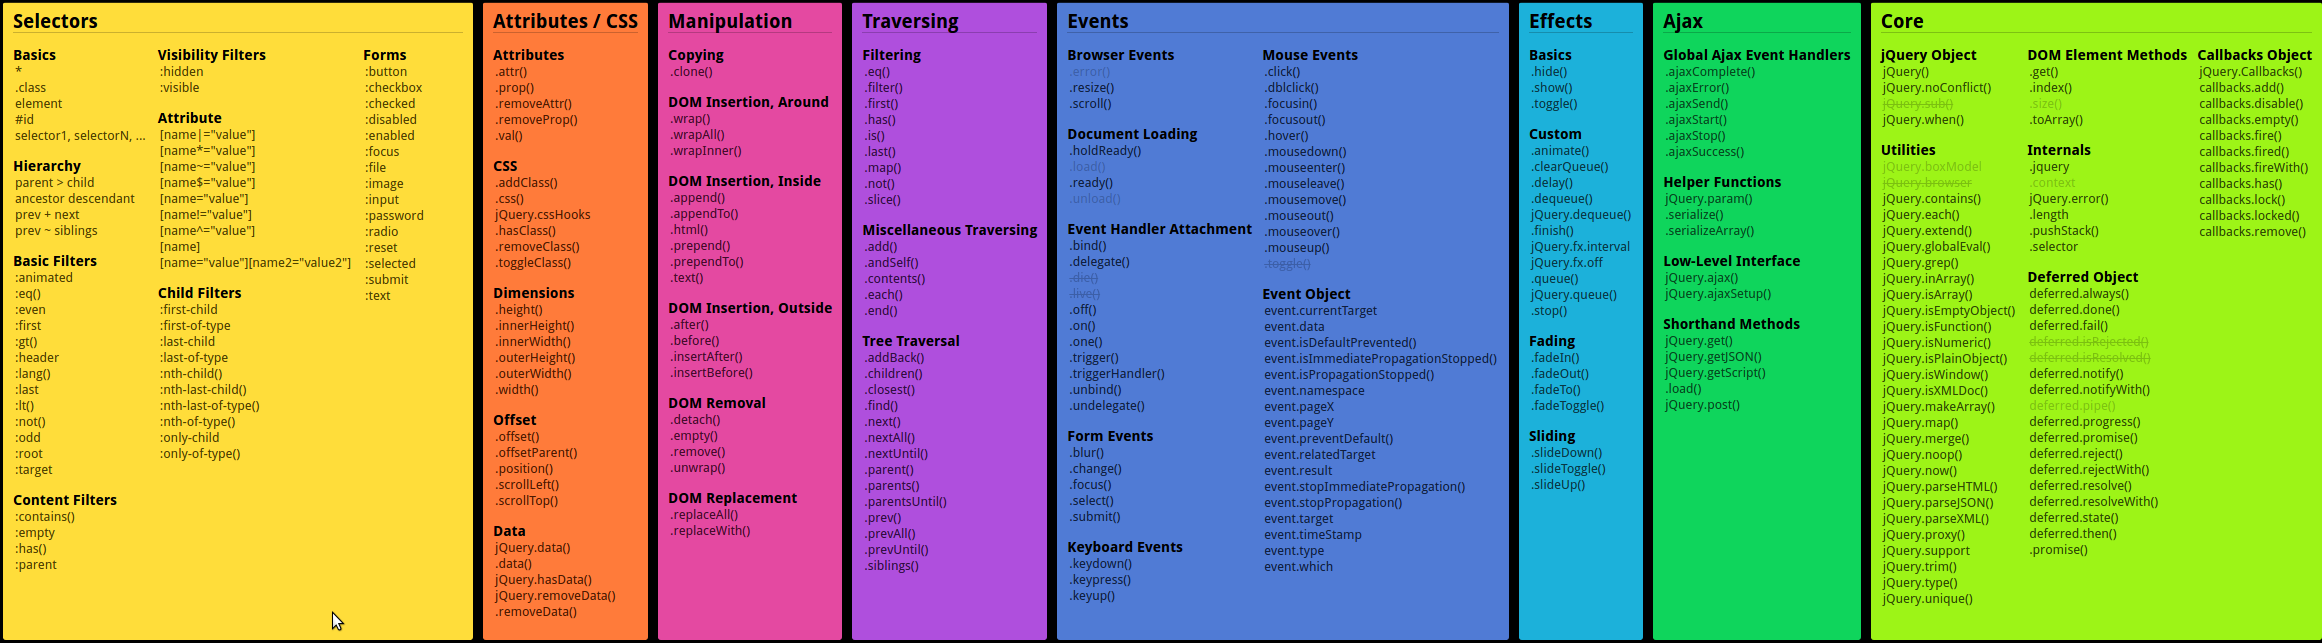 Selectors
Basics
*
.class
element
#id
selector1, selectorN, ...
Hierarchy
parent > child
ancestor descendant
prev + next
prev ~ siblings
Basic Filters
:animated
:eq()
:even
:first
:gt()
:header
:lang()
:last
:lt()
:not()
:odd
:root
:target
Content Filters
:contains()
:empty
:has()
:parent
Visibility Filters
:hidden
:visible
Attribute
[name|="value"]
[name*="value"]
[name~="value"]
[name$="value"]
[name="value"]
[name!="value"]
[name^="value"]
[name]
[name="value"][name2="value2"]
Child Filters
:first-child
:first-of-type
:last-child
:last-of-type
:nth-child()
:nth-last-child()
:nth-last-of-type()
:nth-of-type()
:only-child
:only-of-type()
Forms
:button
:checkbox
:checked
:disabled
:enabled
:focus
:file
:image
:input
:password
:radio
:reset
:selected
:submit
:text
Attributes / CSS
Attributes
.attr()
.prop()
.removeAttr()
.removeProp()
.val()
CSS
.addClass()
.css()
jQuery.cssHooks
.hasClass()
.removeClass()
.toggleClass()
Dimensions
.height()
.innerHeight()
.innerWidth()
.outerHeight()
.outerWidth()
.width()
Offset
.offset()
.offsetParent()
.position()
.scrollLeft()
.scrollTop()
Data
jQuery.data()
.data()
jQuery.hasData()
jQuery.removeData()
.removeData()
Manipulation
Copying
.clone()
DOM Insertion, Around
.wrap()
.wrapAll()
.wrapInner()
DOM Insertion, Inside
.append()
.appendTo()
.html()
.prepend()
.prependTo()
.text()
DOM Insertion, Outside
.after()
.before()
.insertAfter()
.insertBefore()
DOM Removal
.detach()
.empty()
.remove()
.unwrap()
DOM Replacement
.replaceAll()
.replaceWith()
Traversing
Filtering
.eq()
.filter()
.first()
.has()
.is()
.last()
.map()
.not()
.slice()
Miscellaneous Traversing
.add()
.andSelf()
.contents()
.each()
.end()
Tree Traversal
.addBack()
.children()
.closest()
.find()
.next()
.nextAll()
.nextUntil()
.parent()
.parents()
.parentsUntil()
.prev()
.prevAll()
.prevUntil()
.siblings()
Events
Browser Events
.error()
.resize()
.scroll()
Document Loading
.holdReady()
.load()
.ready()
.unload()
Event Handler Attachment
.bind()
.delegate()
.die()
.live()
.off()
.on()
.one()
.trigger()
.triggerHandler()
.unbind()
.undelegate()
Form Events
.blur()
.change()
.focus()
.select()
.submit()
Keyboard Events
.keydown()
.keypress()
.keyup()
Mouse Events
.click()
.dblclick()
.focusin()
.focusout()
.hover()
.mousedown()
.mouseenter()
.mouseleave()
.mousemove()
.mouseout()
.mouseover()
.mouseup()
.toggle()
Event Object
event.currentTarget
event.data
event.isDefaultPrevented()
event.isImmediatePropagationStopped()
event.isPropagationStopped()
event.namespace
event.pageX
event.pageY
event.preventDefault()
event.relatedTarget
event.result
event.stopImmediatePropagation()
event.stopPropagation()
event.target
event.timeStamp
event.type
event.which
Effects
Basics
.hide()
.show()
.toggle()
Custom
.animate()
.clearQueue()
.delay()
.dequeue()
jQuery.dequeue()
.finish()
jQuery.fx.interval
jQuery.fx.off
.queue()
jQuery.queue()
.stop()
Fading
.fadeIn()
.fadeOut()
.fadeTo()
.fadeToggle()
Sliding
.slideDown()
.slideToggle()
.slideUp()
Ajax
Global Ajax Event Handlers
.ajaxComplete()
.ajaxError()
.ajaxSend()
.ajaxStart()
.ajaxStop()
.ajaxSuccess()
Helper Functions
jQuery.param()
.serialize()
.serializeArray()
Low-Level Interface
jQuery.ajax()
jQuery.ajaxSetup()
Shorthand Methods
jQuery.get()
jQuery.getJSON()
jQuery.getScript()
.load()
jQuery.post()
Core
jQuery Object
jQuery()
jQuery.noConflict()
jQuery.sub()
jQuery.when()
Utilities
jQuery.boxModel
jQuery.browser
jQuery.contains()
jQuery.each()
jQuery.extend()
jQuery.globalEval()
jQuery.grep()
jQuery.inArray()
jQuery.isArray()
jQuery.isEmptyObject()
jQuery.isFunction()
jQuery.isNumeric()
jQuery.isPlainObject()
jQuery.isWindow()
jQuery.isXMLDoc()
jQuery.makeArray()
jQuery.map()
jQuery.merge()
jQuery.noop()
jQuery.now()
jQuery.parseHTML()
jQuery.parseJSON()
jQuery.parseXML()
jQuery.proxy()
jQuery.support
jQuery.trim()
jQuery.type()
jQuery.unique()
DOM Element Methods
.get()
.index()
.size()
.toArray()
Internals
.jquery
.context
jQuery.error()
.length
.pushStack()
.selector
Deferred Object
deferred.always()
deferred.done()
deferred.fail()
deferred.isRejected()
deferred.isResolved()
deferred.notify()
deferred.notifyWith()
deferred.pipe()
deferred.progress()
deferred.promise()
deferred.reject()
deferred.rejectWith()
deferred.resolve()
deferred.resolveWith()
deferred.state()
deferred.then()
.promise()
Callbacks Object
jQuery.Callbacks()
callbacks.add()
callbacks.disable()
callbacks.empty()
callbacks.fire()
callbacks.fired()
callbacks.fireWith()
callbacks.has()
callbacks.lock()
callbacks.locked()
callbacks.remove()